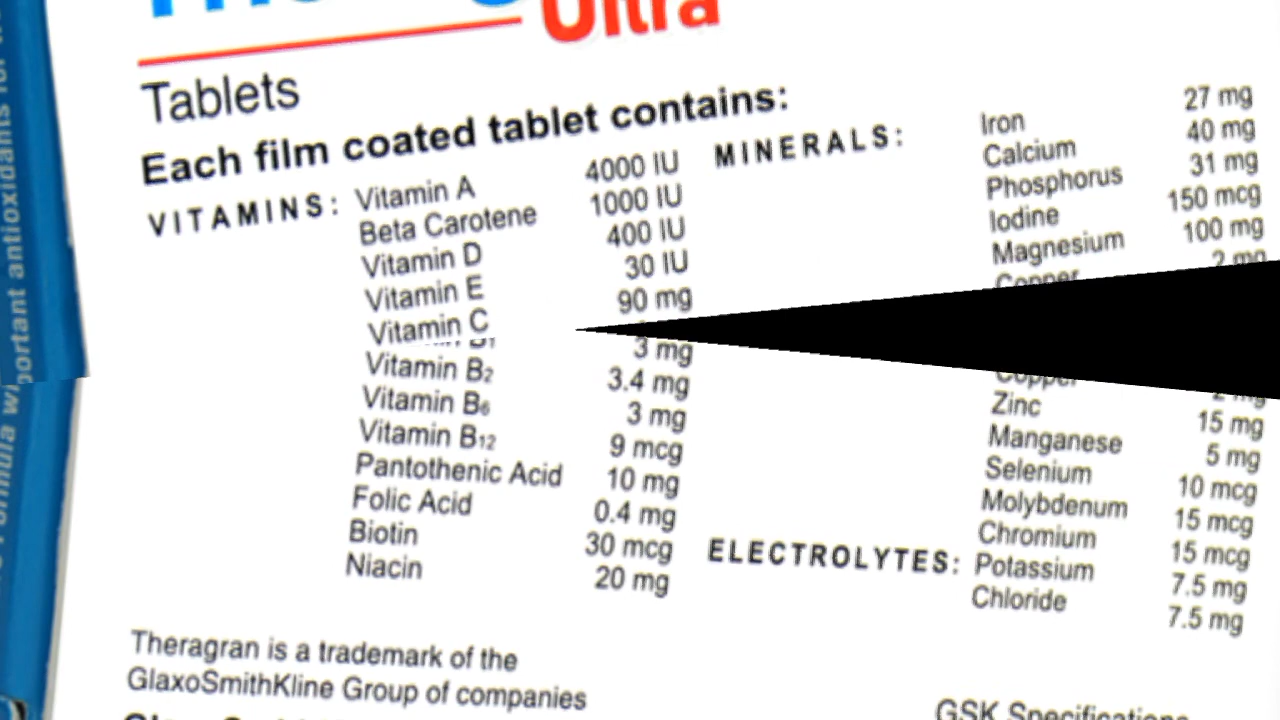 Ultra
Tablets
Each film coated tablet contains:
VITAMINS: Vitamin A 4000 IU
Beta Carotene 1000 IU
Vitamin D 400 IU
Vitamin E 30 IU
Vitamin C 90 mg
3 mg
Vitamin B2 3.4 mg
Vitamin B6 3 mg
Vitamin B12 9 mcg
Pantothenic Acid 10 mg
Folic Acid 0.4 mg
Biotin 30 mcg
Niacin 20 mg
MINERALS: Iron 27 mg
Calcium 40 mg
Phosphorus 31 mg
Iodine 150 mcg
Magnesium 100 mg
Copper 2 mg
Zinc 15 mg
Manganese 5 mg
Selenium 10 mcg
Molybdenum 15 mcg
Chromium 15 mcg
ELECTROLYTES: Potassium 7.5 mg
Chloride 7.5 mg
Theragran is a trademark of the
GlaxoSmithKline Group of companies
GSK Specifications
antioxidants for